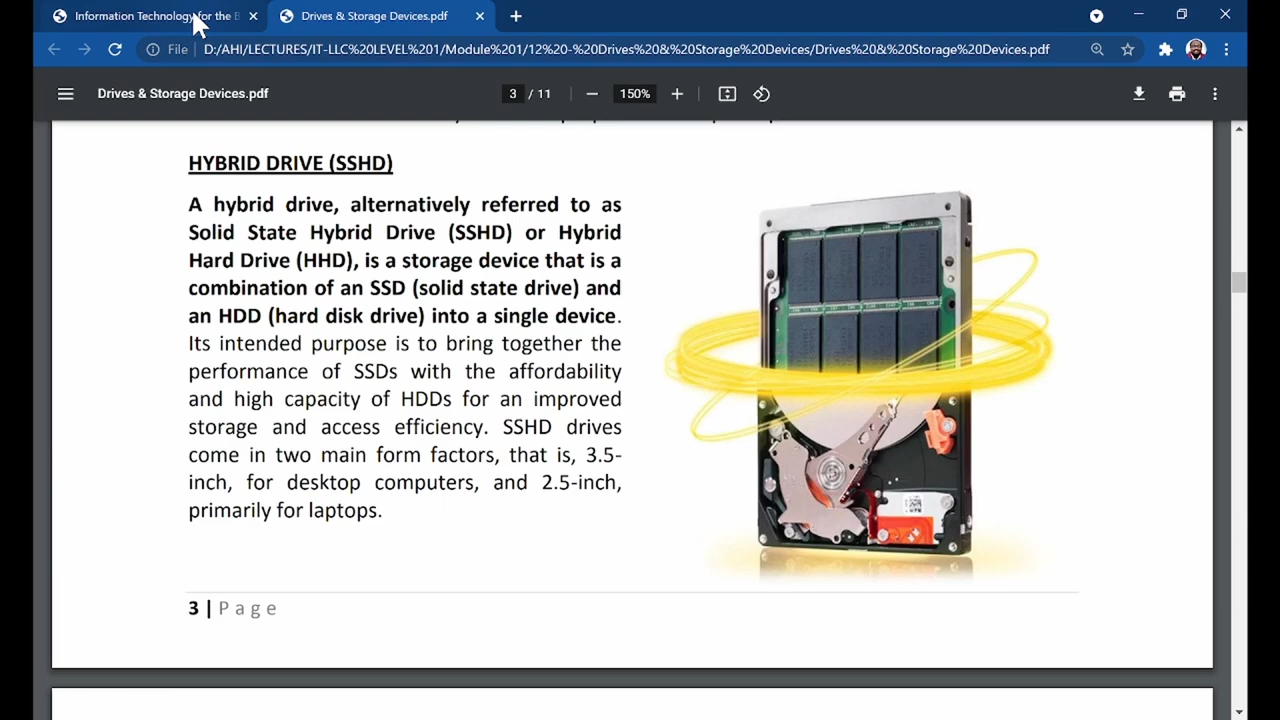 Information Technology for the B
Drives & Storage Devices.pdf
File
D:/AHI/LECTURES/IT-LLC%20LEVEL%201/Module%201/12%20-%20Drives%20&%20Storage%20Devices/Drives%20&%20Storage%20Devices.pdf
Drives & Storage Devices.pdf
3 / 11
150%
HYBRID DRIVE (SSHD)
A hybrid drive, alternatively referred to as
Solid State Hybrid Drive (SSHD) or Hybrid
Hard Drive (HHD), is a storage device that is a
combination of an SSD (solid state drive) and
an HDD (hard disk drive) into a single device.
Its intended purpose is to bring together the
performance of SSDs with the affordability
and high capacity of HDDs for an improved
storage and access efficiency. SSHD drives
come in two main form factors, that is, 3.5-
inch, for desktop computers, and 2.5-inch,
primarily for laptops.
3 | Page